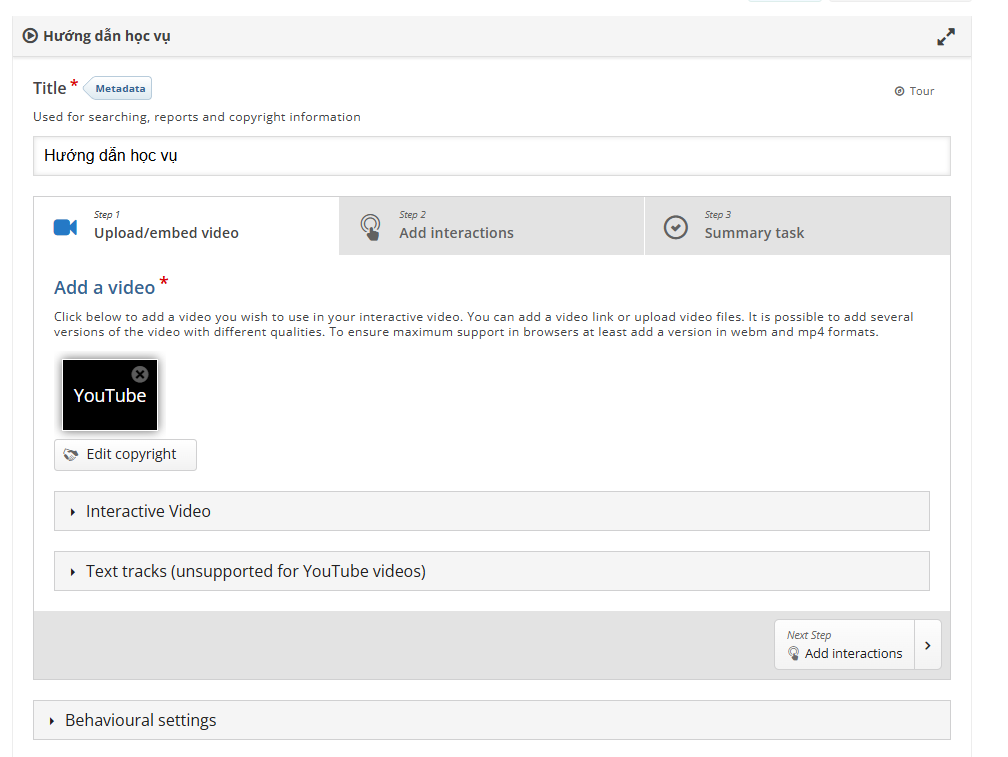 Hướng dẫn học vụ
Title * Metadata
Tour
Used for searching, reports and copyright information
Hướng dẫn học vụ
Step 1
Upload/embed video
Step 2
Add interactions
Step 3
Summary task
Add a video *
Click below to add a video you wish to use in your interactive video. You can add a video link or upload video files. It is possible to add several
versions of the video with different qualities. To ensure maximum support in browsers at least add a version in webm and mp4 formats.
YouTube
Edit copyright
Interactive Video
Text tracks (unsupported for YouTube videos)
Next Step
Add interactions
Behavioural settings